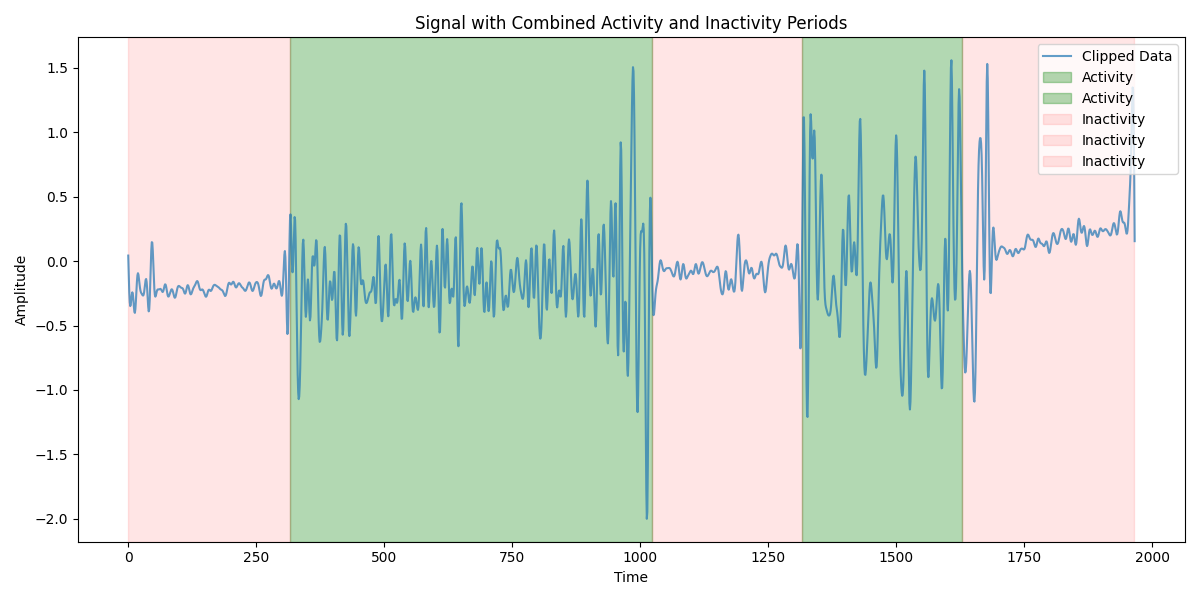 Signal with Combined Activity and Inactivity Periods
Amplitude
1.5
1.0
0.5
0.0
−0.5
−1.0
−1.5
−2.0
Clipped Data
Activity
Activity
Inactivity
Inactivity
Inactivity
0 250 500 750 1000 1250 1500 1750 2000
Time